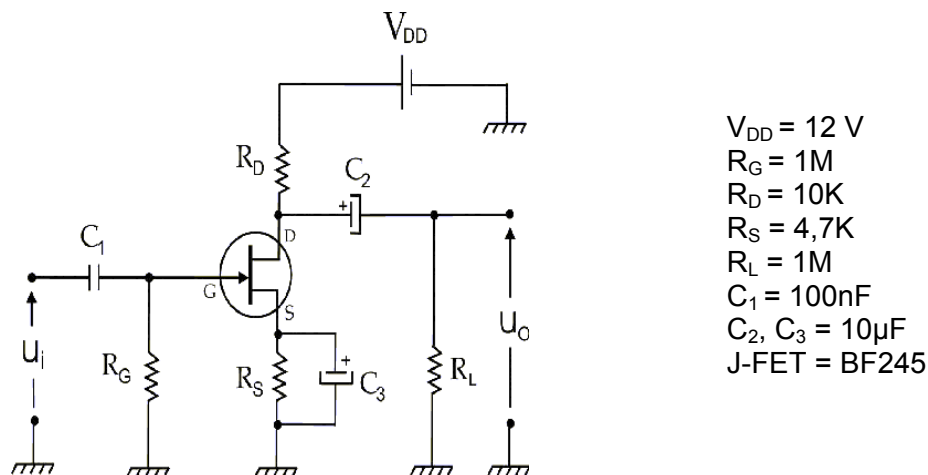 V_DD
R_D
C_2
C_1
D
G
S
u_i
R_G
R_S
C_3
R_L
u_o
V_DD = 12 V
R_G = 1M
R_D = 10K
R_S = 4,7K
R_L = 1M
C_1 = 100nF
C_2, C_3 = 10µF
J-FET = BF245